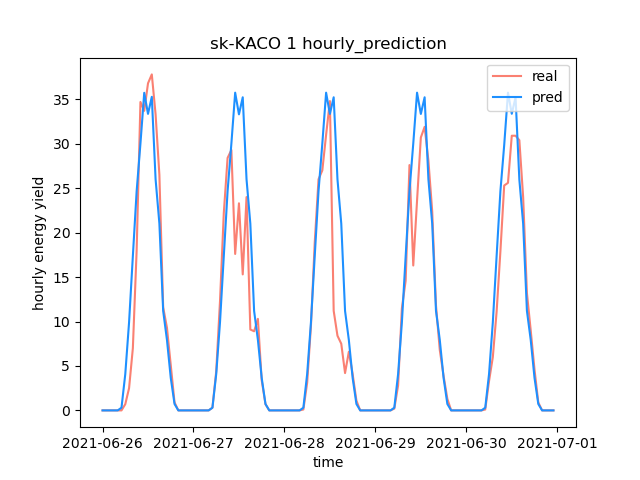 sk-KACO 1 hourly_prediction
real
pred
hourly energy yield
35
30
25
20
15
10
5
0
2021-06-26 2021-06-27 2021-06-28 2021-06-29 2021-06-30 2021-07-01
time